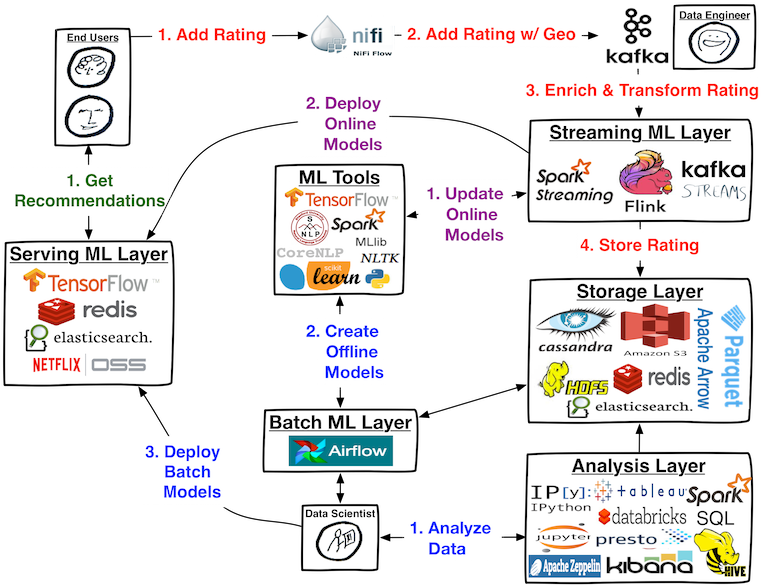 End Users
1. Add Rating
nifi
NiFi Flow
2. Add Rating w/ Geo
kafka
Data Engineer
3. Enrich & Transform Rating
2. Deploy
Online
Models
Streaming ML Layer
Spark
Streaming
Flink
kafka
STREAMS
1. Get
Recommendations
ML Tools
TensorFlow™
S
NLP
Spark
MLlib
CoreNLP
NLTK
scikit
learn
1. Update
Online
Models
4. Store Rating
Serving ML Layer
TensorFlow™
redis
elasticsearch.
NETFLIX
OSS
2. Create
Offline
Models
Storage Layer
cassandra
Amazon S3
Apache Arrow
Parquet
HDFS
redis
elasticsearch.
Batch ML Layer
Airflow
3. Deploy
Batch
Models
Data Scientist
1. Analyze
Data
Analysis Layer
IP[y]:
IPython
tableau
Spark
SQL
databricks
jupyter
presto
HIVE
Apache Zeppelin
kibana